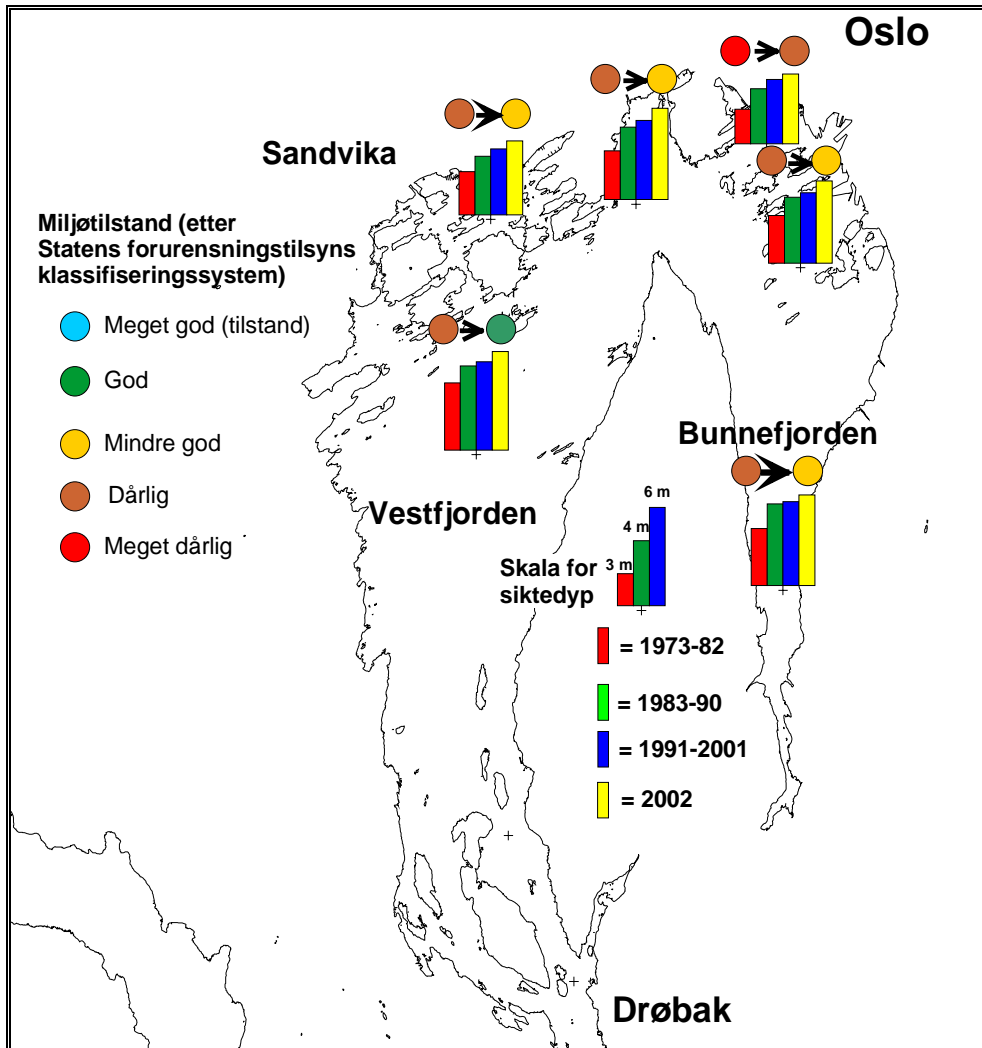 Oslo
Sandvika
Miljøtilstand (etter
Statens forurensningstilsyns
klassifiseringssystem)
Meget god (tilstand)
God
Mindre god
Dårlig
Meget dårlig
Bunnefjorden
Vestfjorden
6 m
4 m
3 m
Skala for
siktedyp
= 1973-82
= 1983-90
= 1991-2001
= 2002
Drøbak